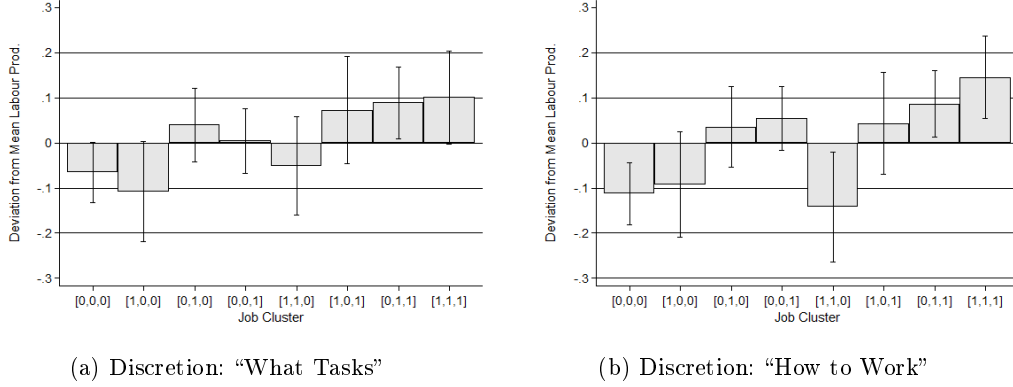 Deviation from Mean Labour Prod.
.3
.2
.1
0
-.1
-.2
-.3
[0,0,0] [1,0,0] [0,1,0] [0,0,1] [1,1,0] [1,0,1] [0,1,1] [1,1,1]
Job Cluster
(a) Discretion: “What Tasks”
Deviation from Mean Labour Prod.
.3
.2
.1
0
-.1
-.2
-.3
[0,0,0] [1,0,0] [0,1,0] [0,0,1] [1,1,0] [1,0,1] [0,1,1] [1,1,1]
Job Cluster
(b) Discretion: “How to Work”